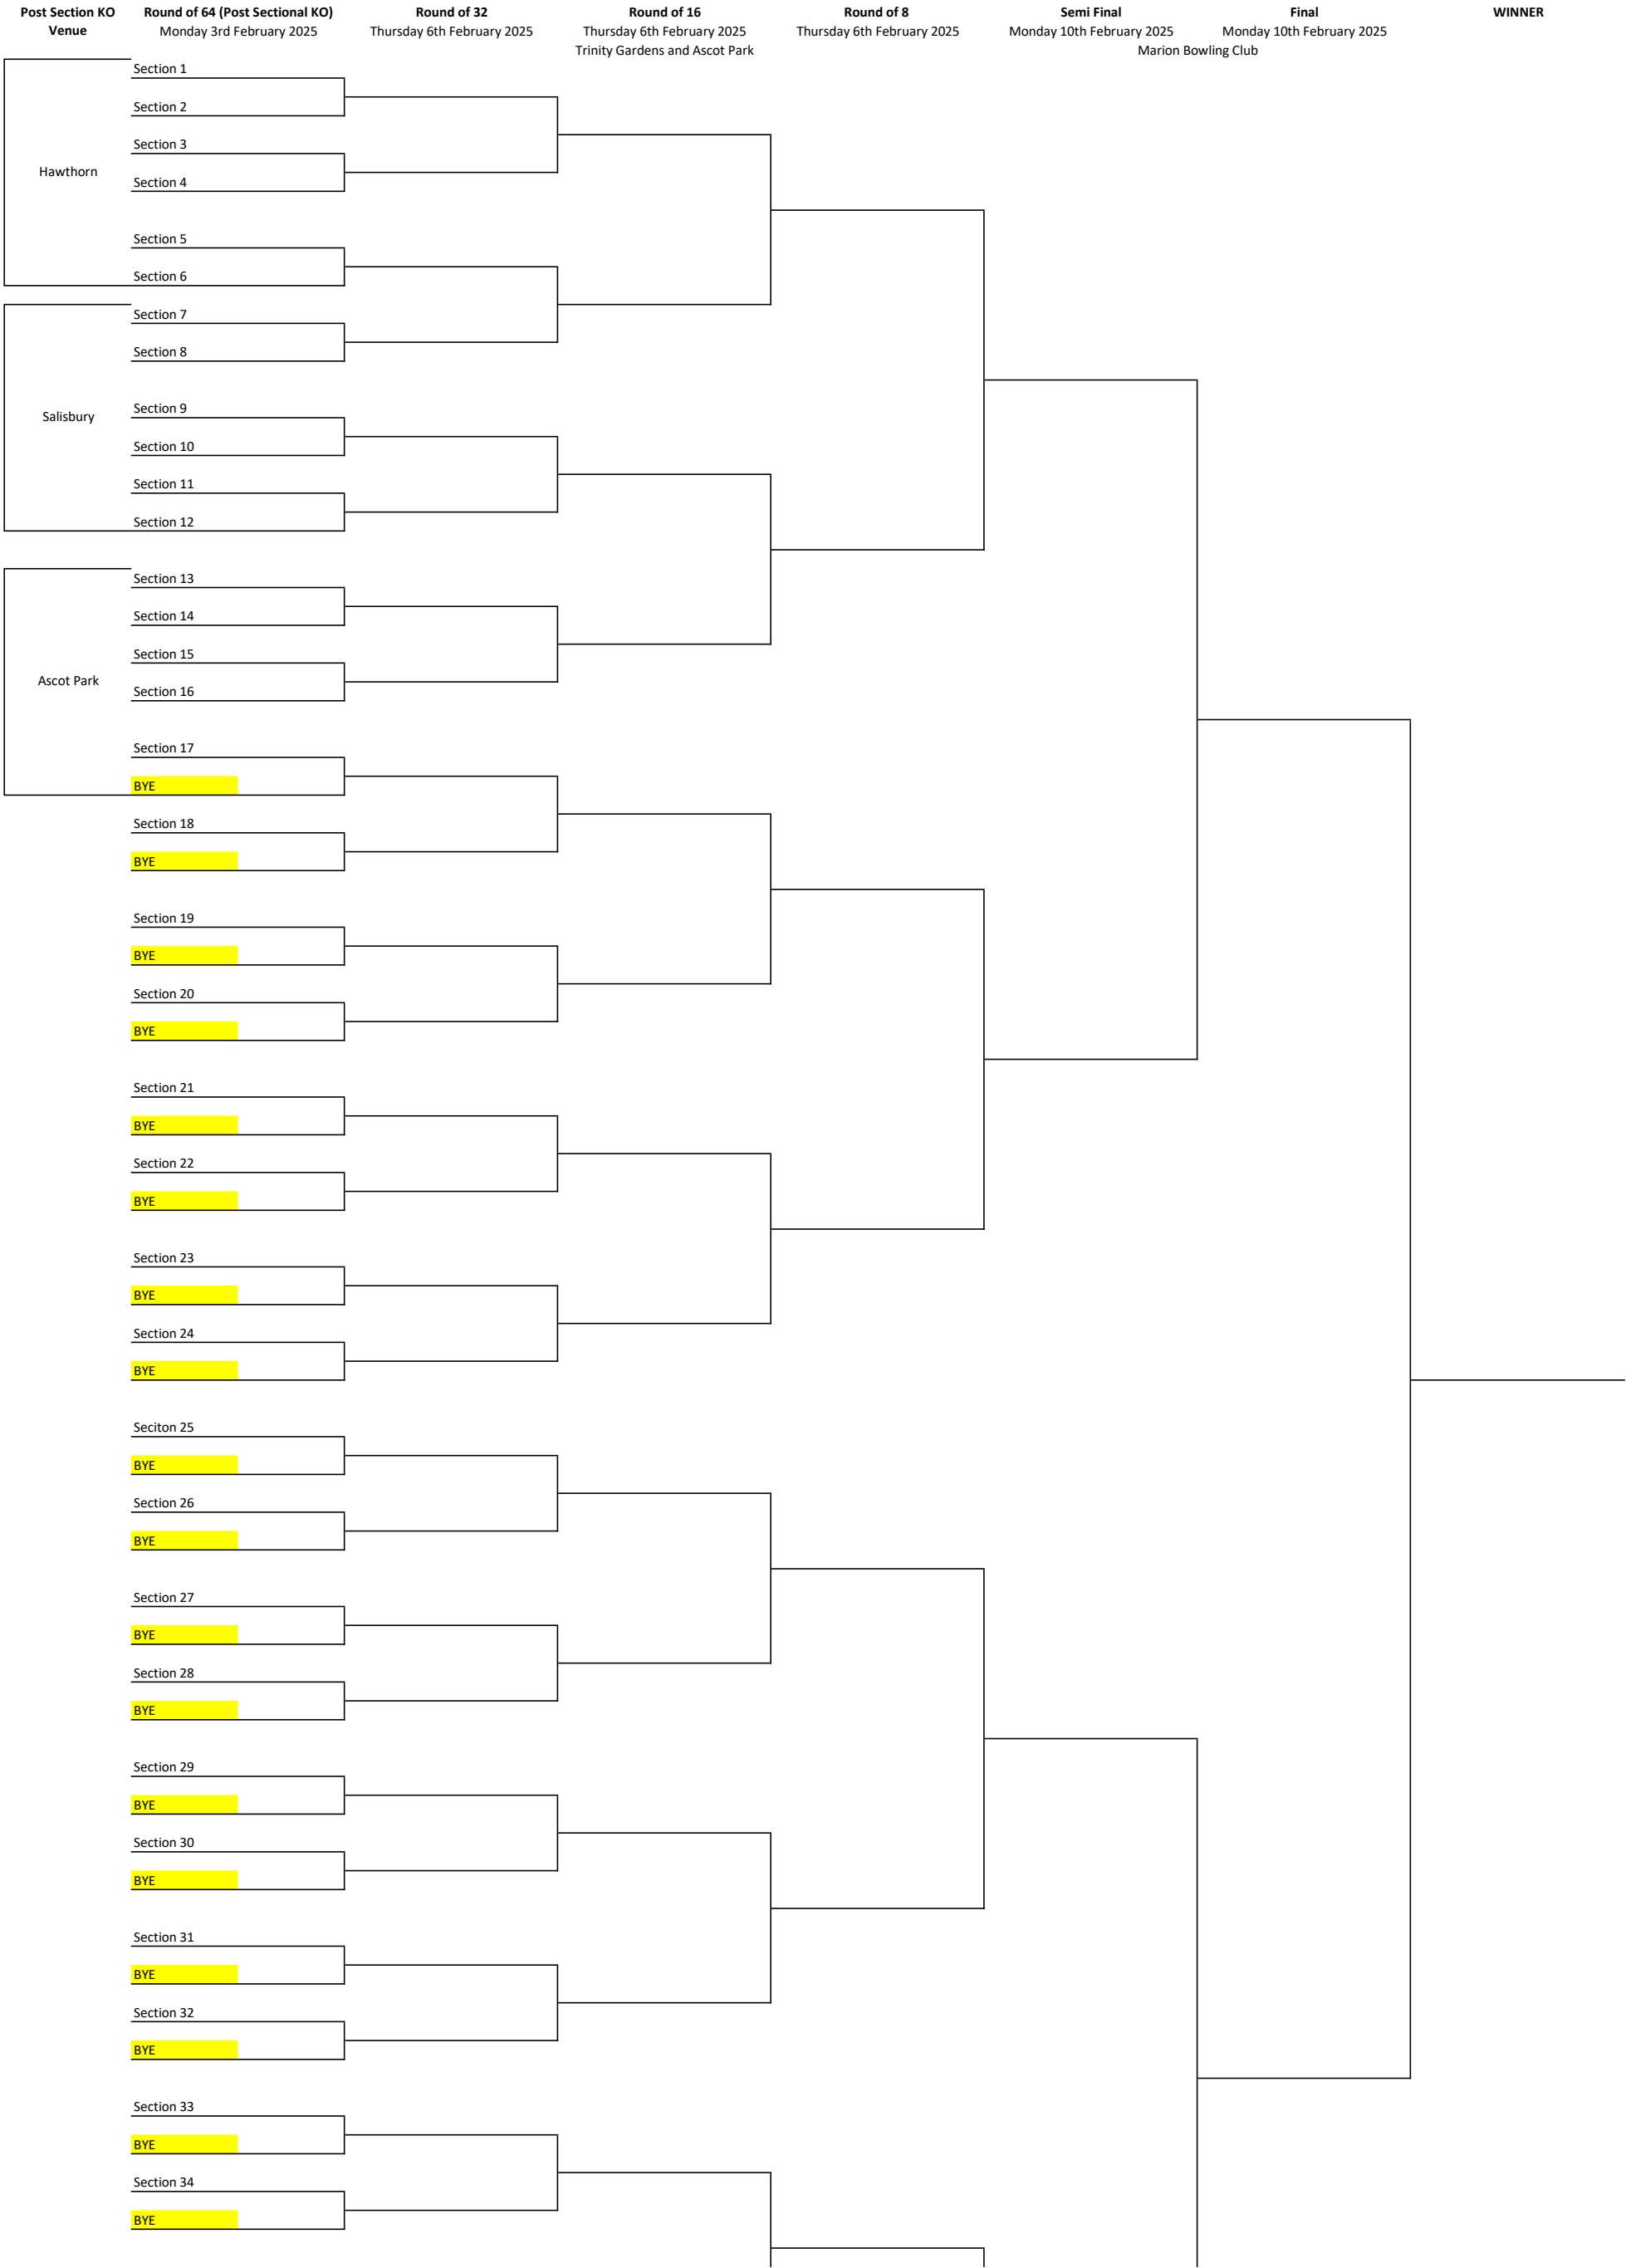 Post Section KO Venue
Round of 64 (Post Sectional KO)
Monday 3rd February 2025
Round of 32
Thursday 6th February 2025
Round of 16
Thursday 6th February 2025
Trinity Gardens and Ascot Park
Round of 8
Thursday 6th February 2025
Semi Final
Monday 10th February 2025
Final
Monday 10th February 2025
Marion Bowling Club
WINNER
Section 1
Section 2
Section 3
Hawthorn
Section 4
Section 5
Section 6
Section 7
Section 8
Section 9
Salisbury
Section 10
Section 11
Section 12
Section 13
Section 14
Section 15
Ascot Park
Section 16
Section 17
BYE
Section 18
BYE
Section 19
BYE
Section 20
BYE
Section 21
BYE
Section 22
BYE
Section 23
BYE
Section 24
BYE
Seciton 25
BYE
Section 26
BYE
Section 27
BYE
Section 28
BYE
Section 29
BYE
Section 30
BYE
Section 31
BYE
Section 32
BYE
Section 33
BYE
Section 34
BYE